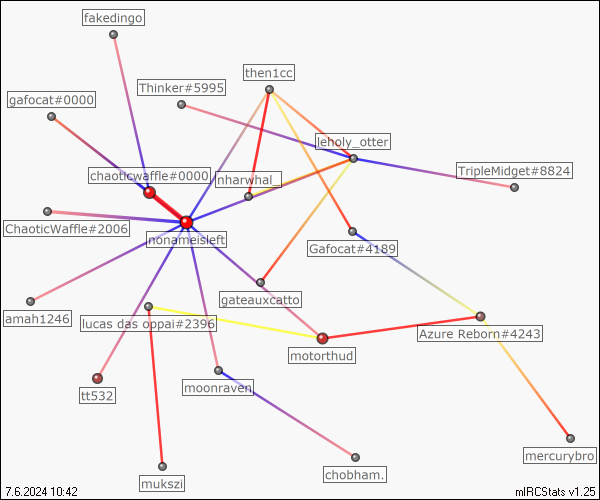 fakedingo
then1cc
Thinker#5995
gafocat#0000
leholy_otter
TripleMidget#8824
chaoticwaffle#0000
nharwhal_
ChaoticWaffle#2006
nonameisleft
Gafocat#4189
gateauxcatto
amah1246
lucas das oppai#2396
Azure Reborn#4243
motorthud
tt532
moonraven
mercurybro
chobham.
mukszi
7.6.2024 10:42
mIRCStats v1.25